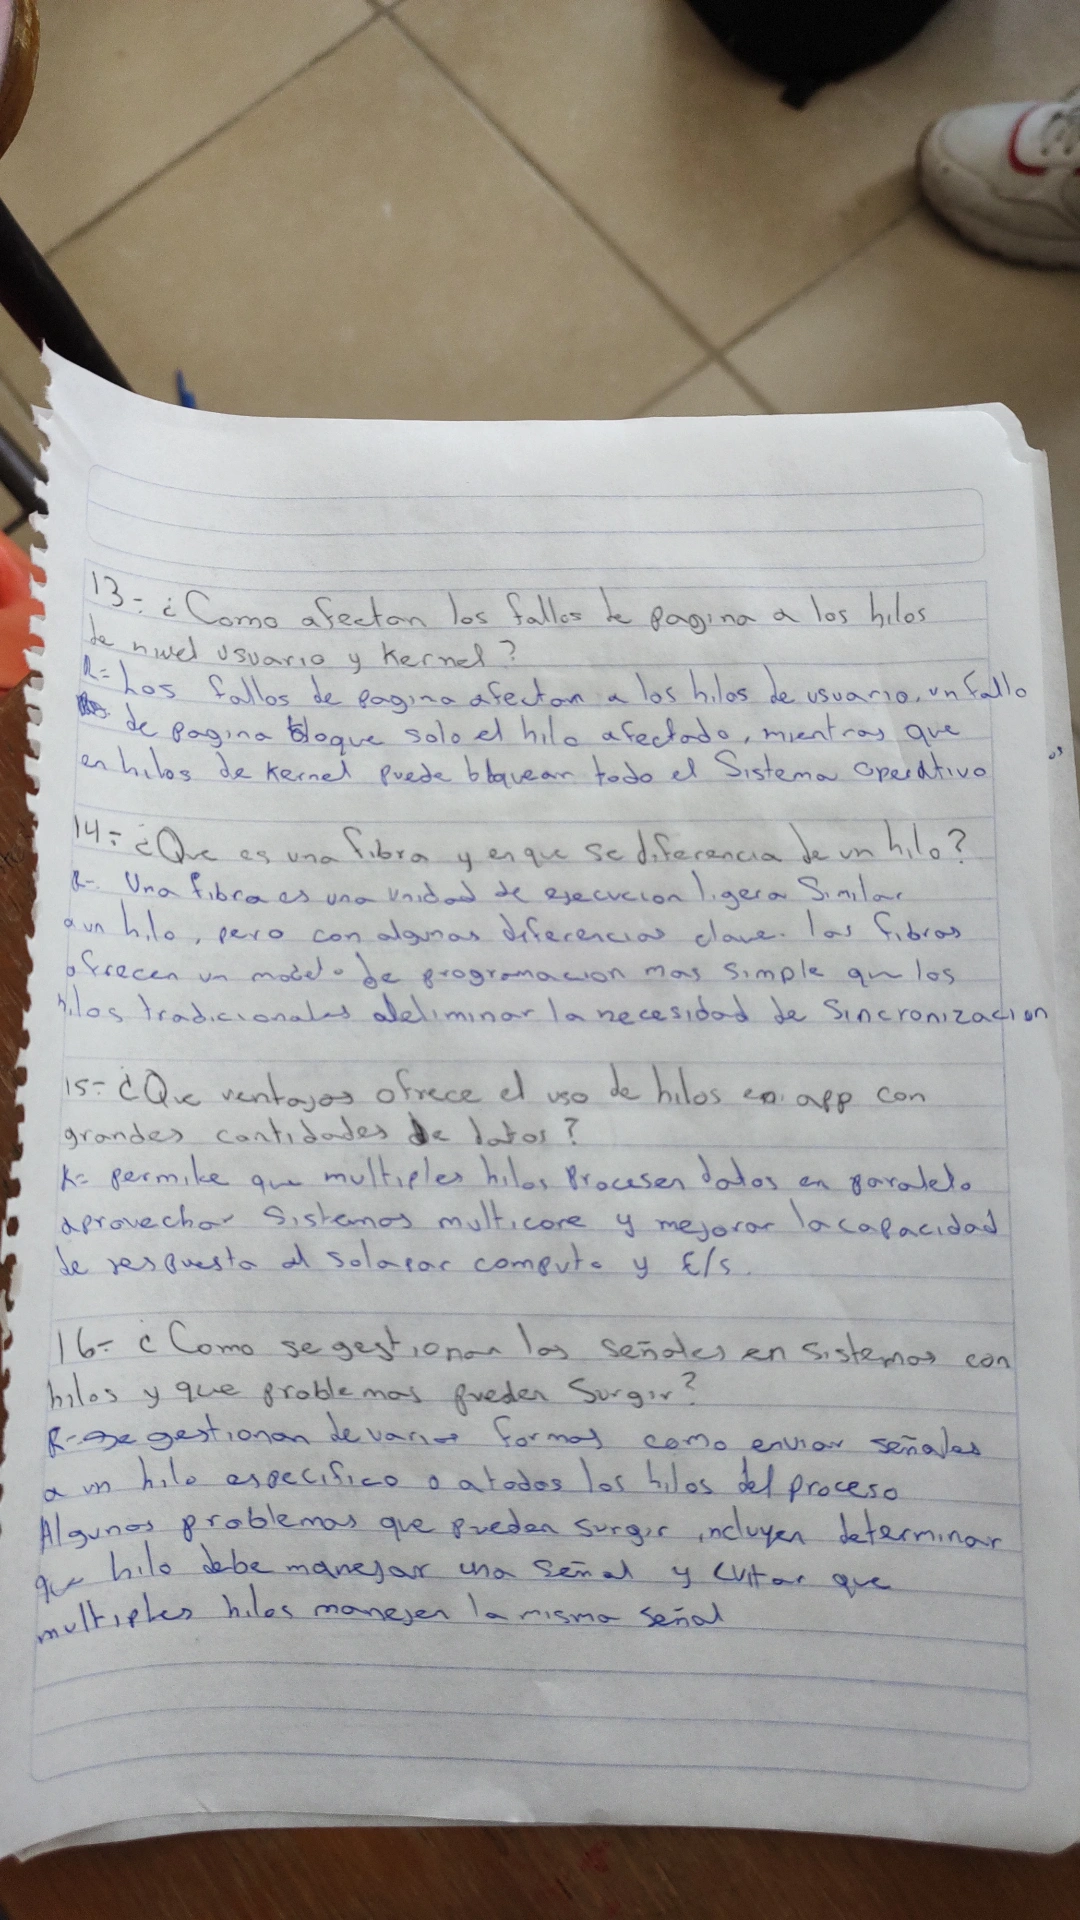 13- ¿Como afectan los fallos de pagina a los hilos
de nivel usuario y Kernel?
R= Los fallos de pagina afectan a los hilos de usuario, un fallo
de pagina bloque solo el hilo afectado, mientras que
en hilos de Kernel puede bloquear todo el Sistema operativo
14- ¿Que es una fibra y en que se diferencia de un hilo?
R- Una fibra es una unidad de ejecucion ligera Similar
a un hilo, pero con algunas diferencias clave. las fibras
ofrecen un modelo de programacion mas simple que los
hilos tradicionales al eliminar la necesidad de Sincronizacion
15- ¿Que ventajas ofrece el uso de hilos en app con
grandes cantidades de datos?
R= permite que multiples hilos Procesen datos en paralelo
aprovechar Sistemas multicore y mejorar la capacidad
de respuesta al solapar computo y E/s.
16- ¿Como se gestionan las señales en Sistemas con
hilos y que problemas pueden Surgir?
R- Se gestionan de varias formas como enviar señales
a un hilo especifico o a todos los hilos del proceso
Algunos problemas que pueden surgir incluyen determinar
que hilo debe manejar una Señal y evitar que
multiples hilos manejen la misma señal